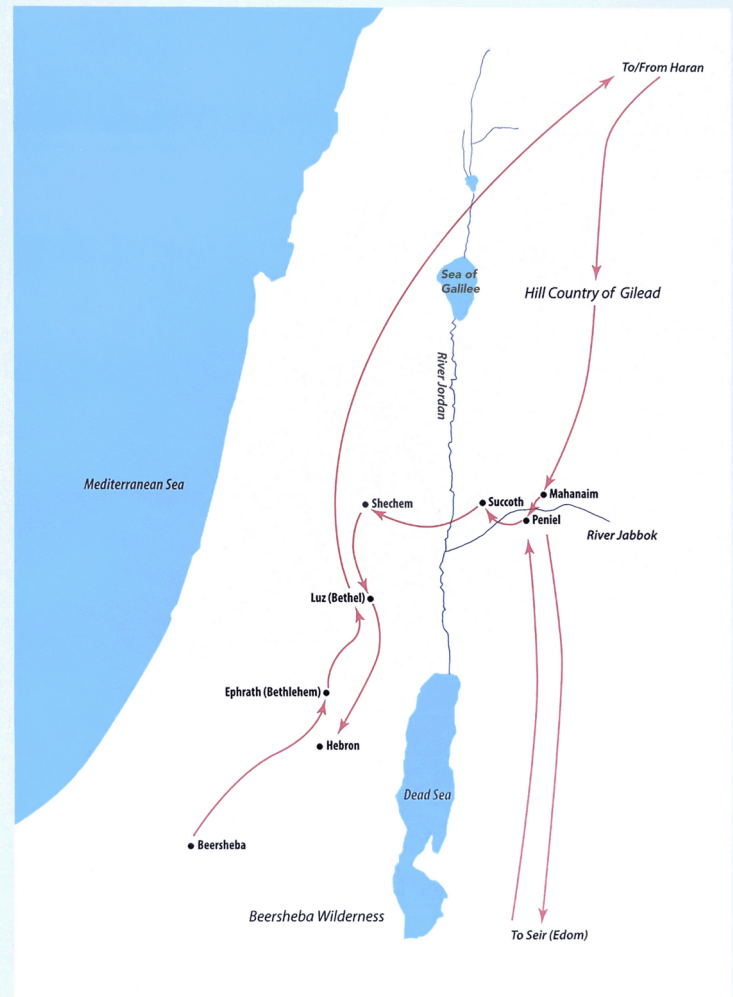 To/From Haran
Sea of
Galilee
Hill Country of Gilead
River Jordan
Mediterranean Sea
Mahanaim
Succoth
Shechem
Peniel
River Jabbok
Luz (Bethel)
Ephrath (Bethlehem)
Hebron
Dead Sea
Beersheba
Beersheba Wilderness
To Seir (Edom)